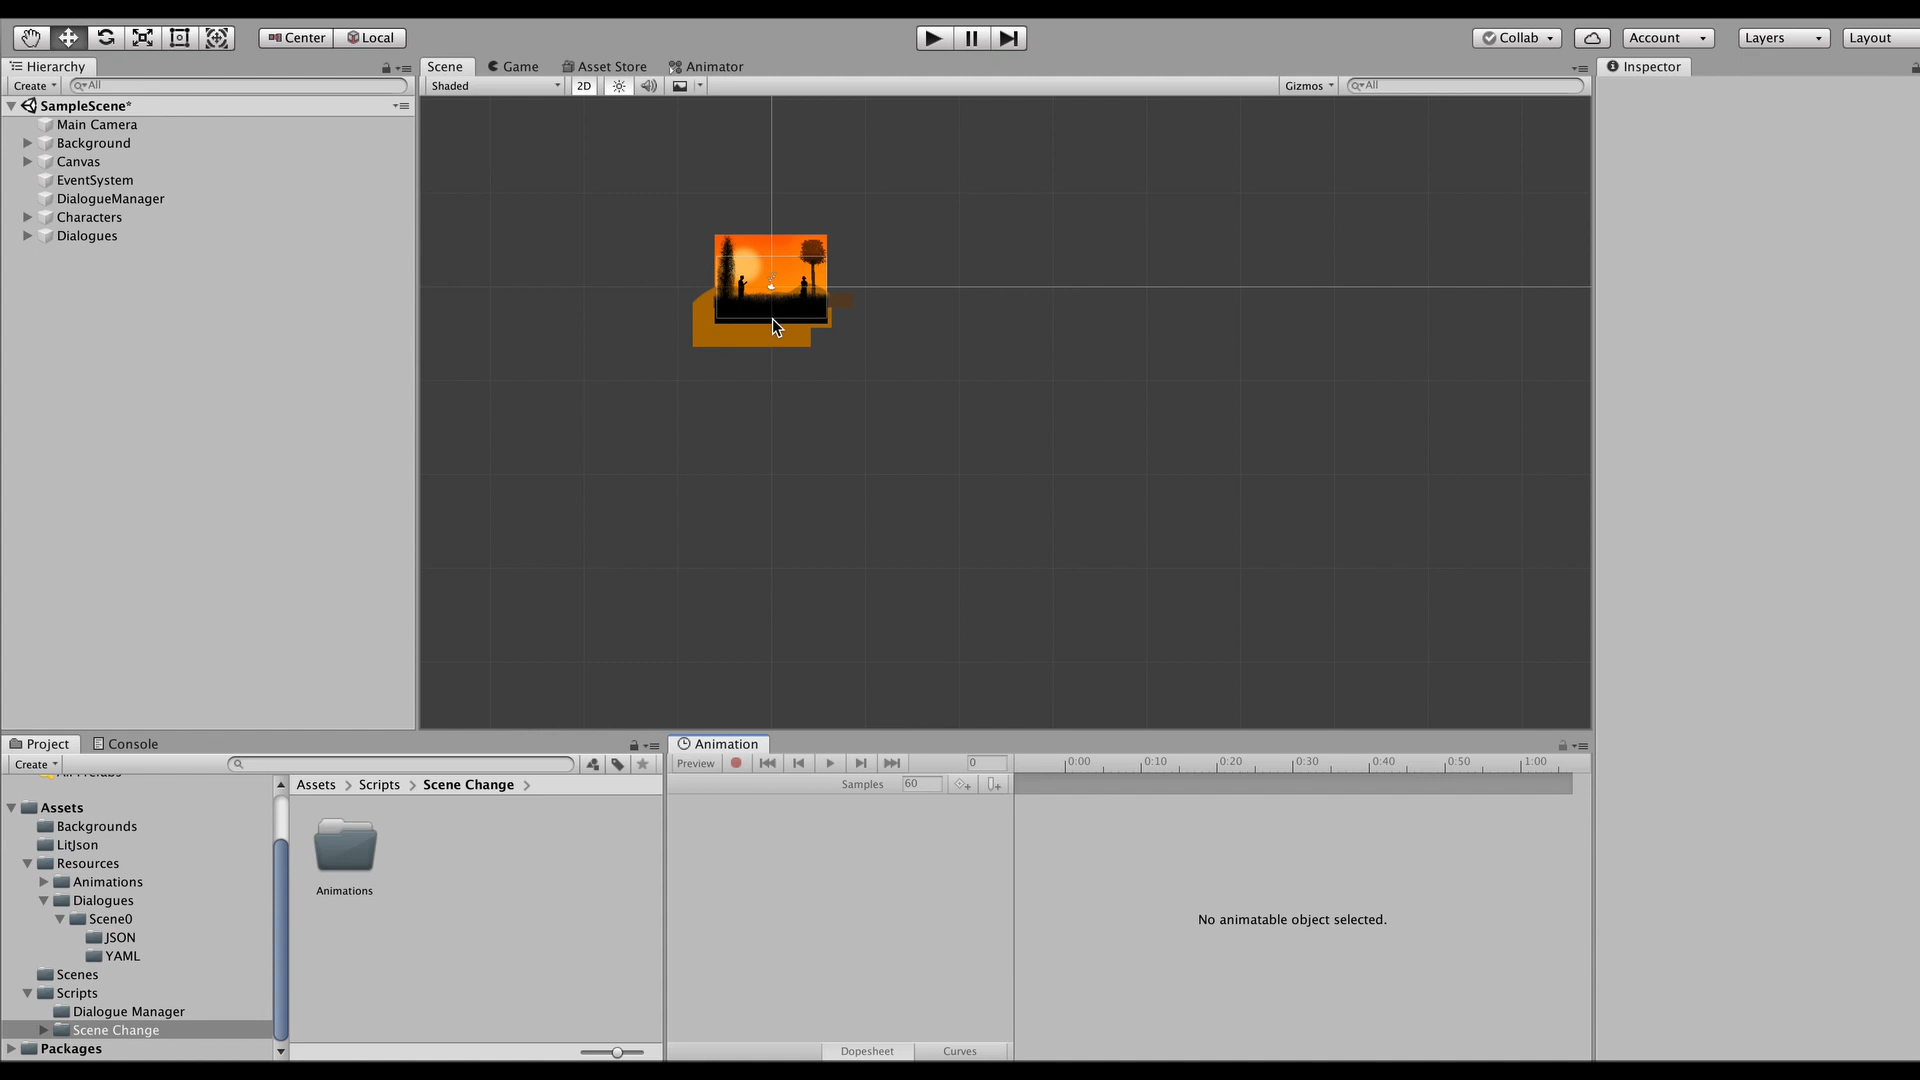 Center Local Collab Account Layers Layout
Hierarchy Scene Game Asset Store Animator Inspector
Create All Shaded 2D Gizmos All
SampleScene*
Main Camera
Background
Canvas
EventSystem
DialogueManager
Characters
Dialogues
Project Console Animation
Create Preview 0 0:00 0:10 0:20 0:30 0:40 0:50 1:00
Assets > Scripts > Scene Change > Samples 60
Assets
Backgrounds
LitJson
Resources
Animations
Dialogues
Scene0
JSON
YAML
Scenes
Scripts
Dialogue Manager
Scene Change
Packages
Animations
No animatable object selected.
Dopesheet Curves